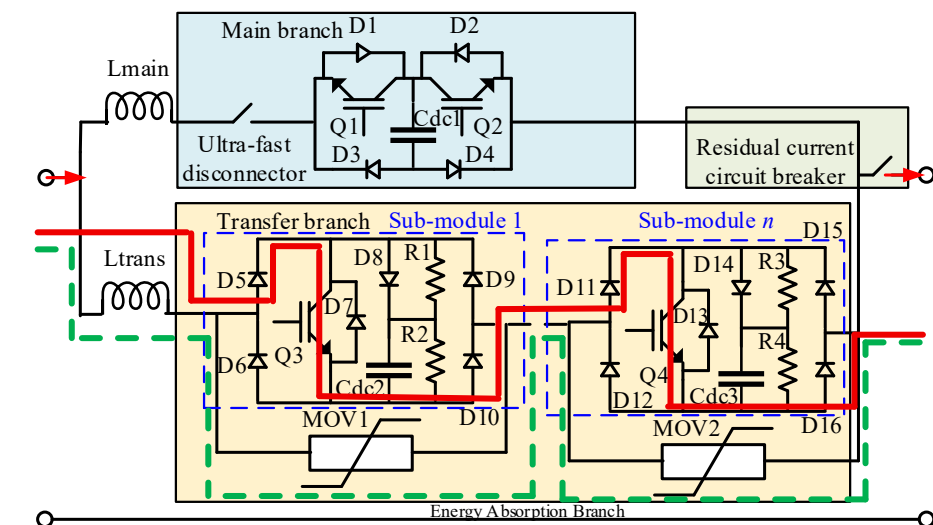 Main branch
D1
D2
Lmain
Q1
Cdc1
Q2
Ultra-fast
disconnector
D3
D4
Residual current
circuit breaker
Transfer branch
Sub-module 1
Sub-module n
D15
Ltrans
D5
D8
R1
D9
D11
D14
R3
D7
D13
R2
R4
D6
Q3
Cdc2
D10
Q4
D12
Cdc3
D16
MOV1
MOV2
Energy Absorption Branch